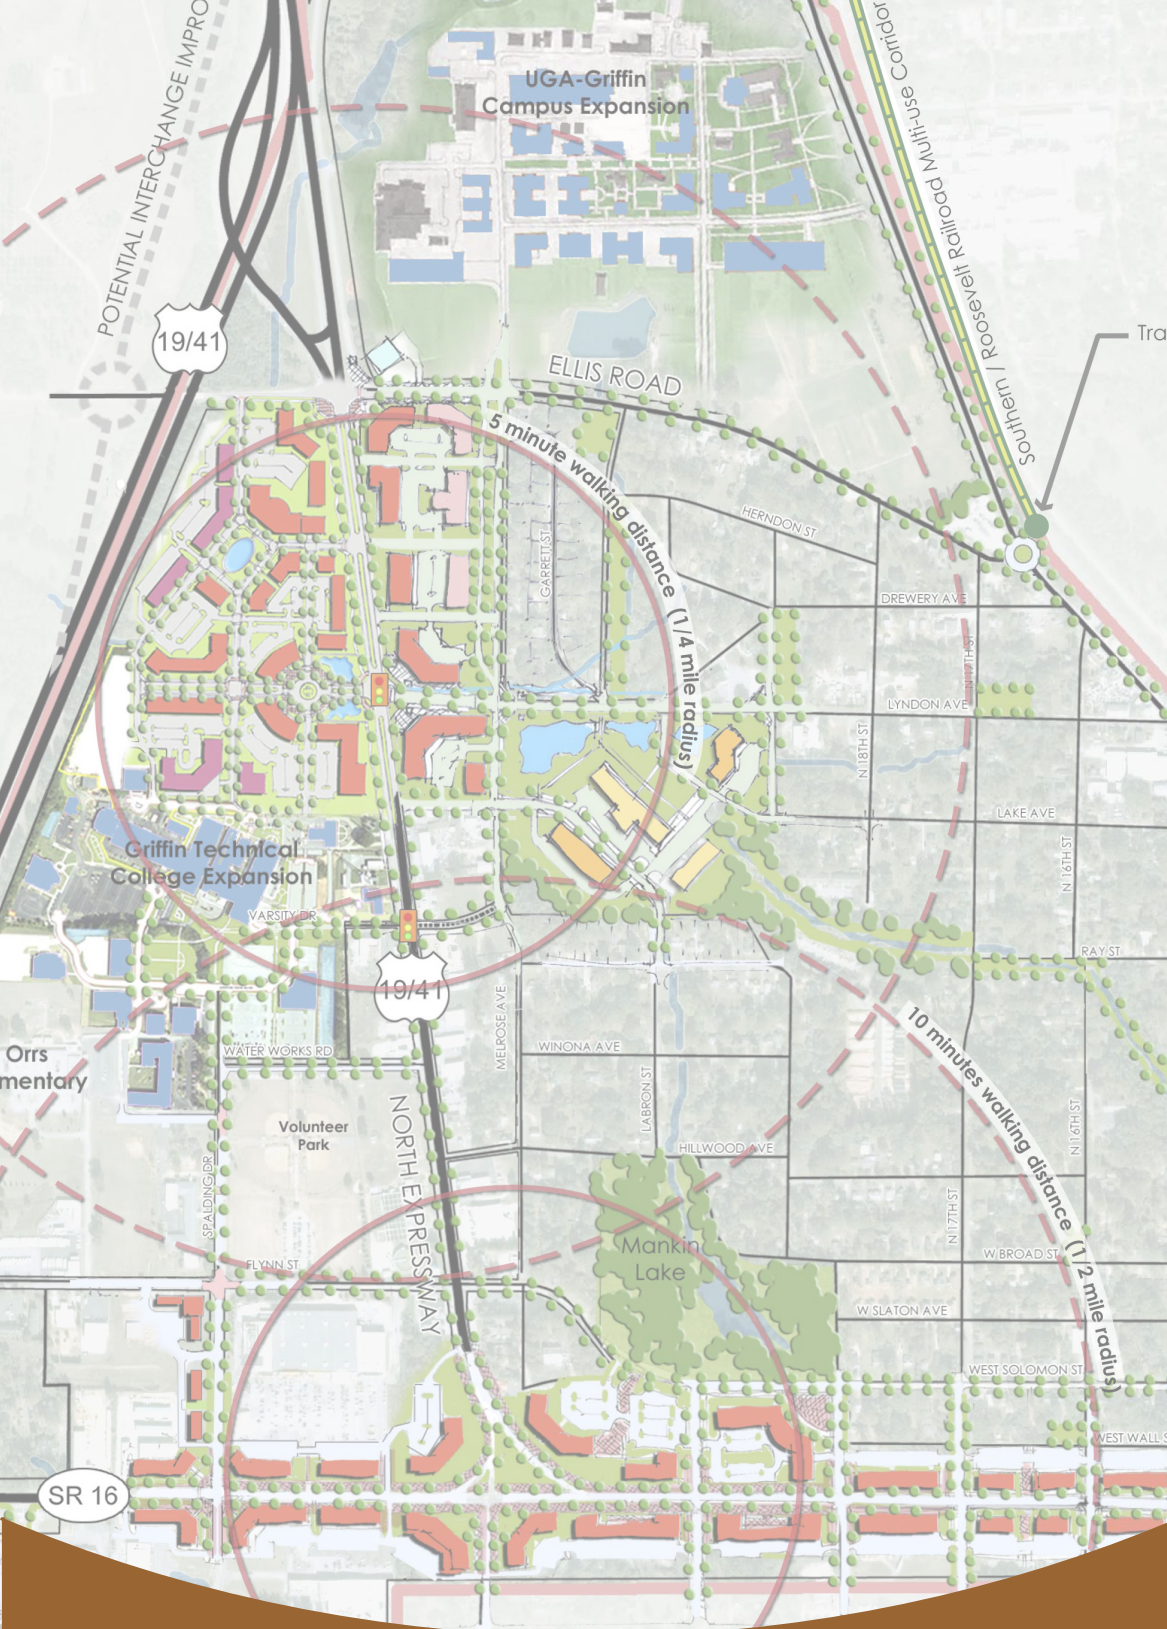 POTENTIAL INTERCHANGE IMPRO
UGA-Griffin
Campus Expansion
Southern / Roosevelt Railroad Multi-use Corridor
19/41
Tra
ELLIS ROAD
5 minute walking distance (1/4 mile radius)
HERNDON ST
GARRETT ST
DREWERY AVE
N 17TH ST
LYNDON AVE
N 18TH ST
LAKE AVE
Griffin Technical
College Expansion
N 16TH ST
VARSITY DR
RAY ST
19/41
MELROSE AVE
10 minutes walking distance (1/2 mile radius)
Orrs
mentary
WATER WORKS RD
WINONA AVE
LABRON ST
Volunteer
Park
NORTH EXPRESSWAY
HILLWOOD AVE
N 16TH ST
SPALDING DR
N 17TH ST
Mankin
Lake
W BROAD ST
FLYNN ST
W SLATON AVE
WEST SOLOMON ST
WEST WALL S
SR 16